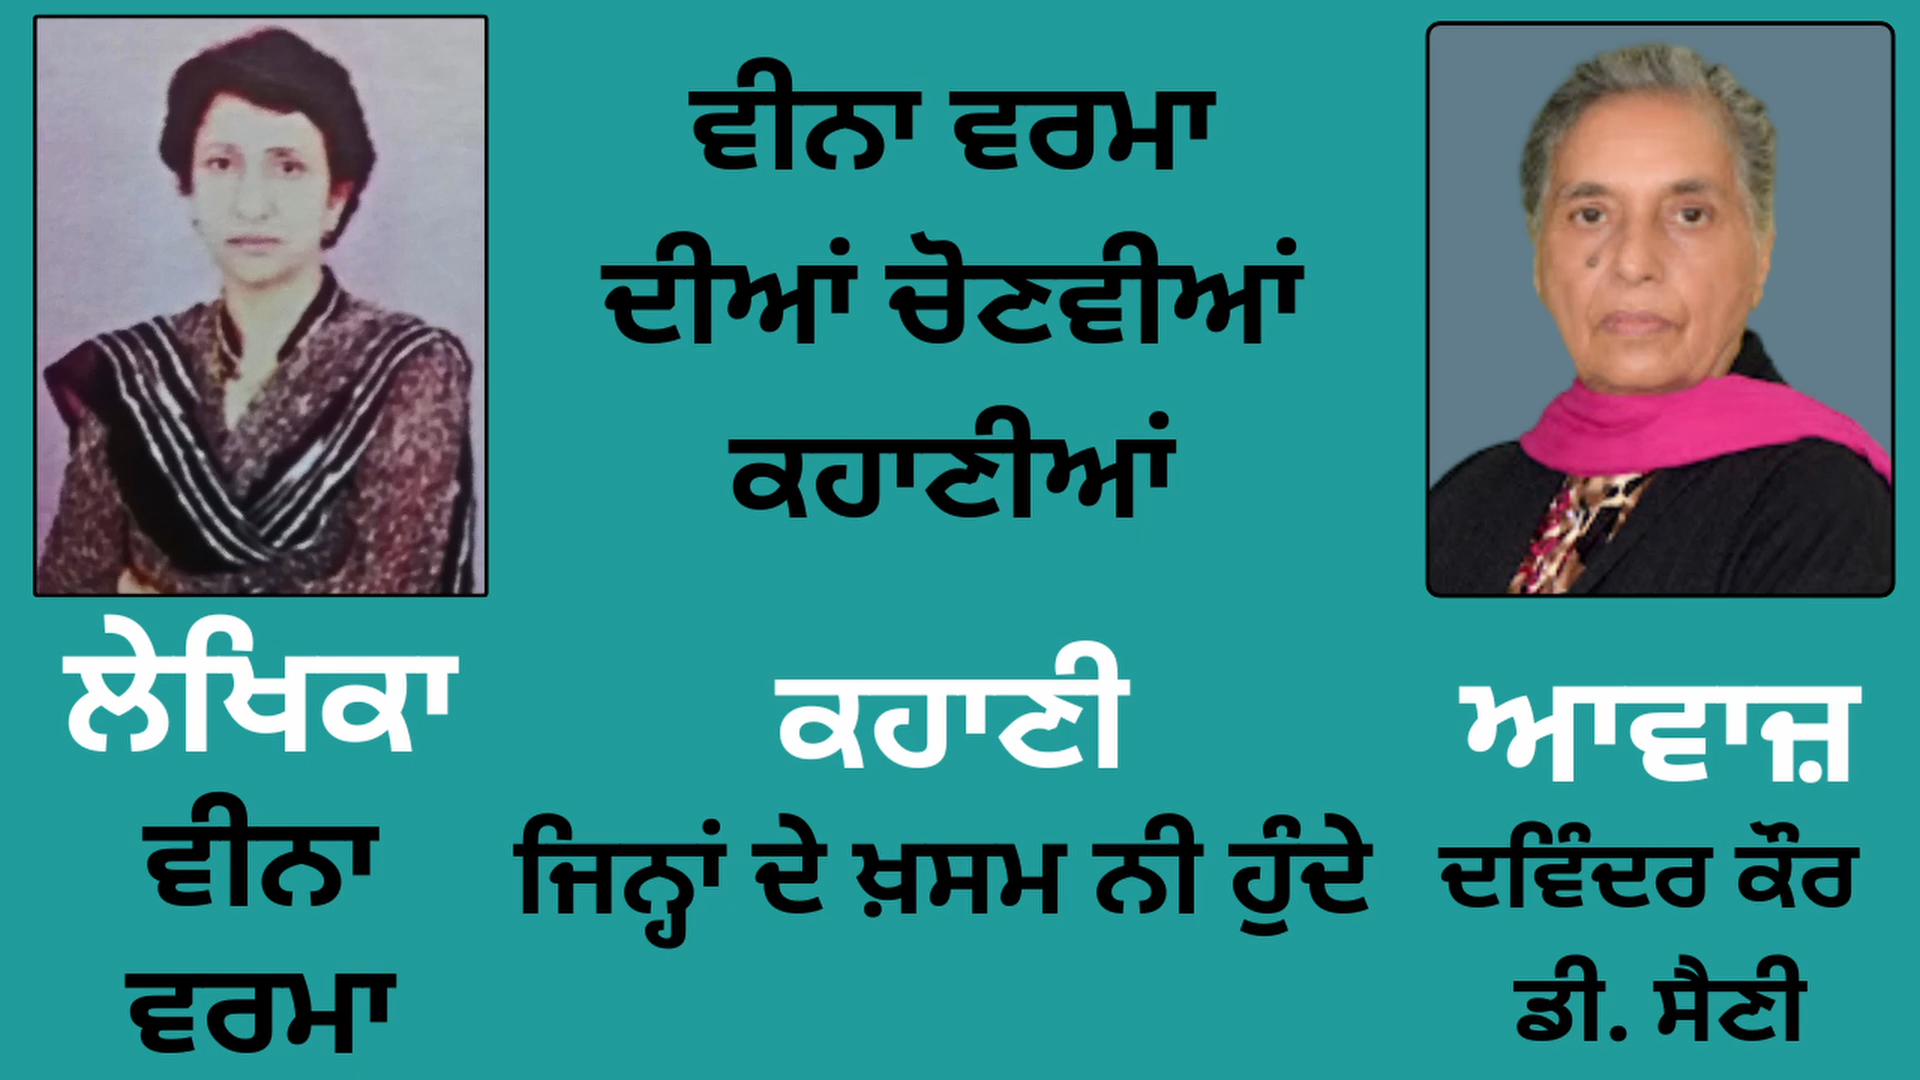 ਵੀਨਾ ਵਰਮਾ
ਦੀਆਂ ਚੋਣਵੀਆਂ
ਕਹਾਣੀਆਂ
ਲੇਖਿਕਾ
ਵੀਨਾ
ਵਰਮਾ
ਕਹਾਣੀ
ਜਿਨ੍ਹਾਂ ਦੇ ਖ਼ਸਮ ਨੀ ਹੁੰਦੇ
ਆਵਾਜ਼
ਦਵਿੰਦਰ ਕੌਰ
ਡੀ. ਸੈਣੀ